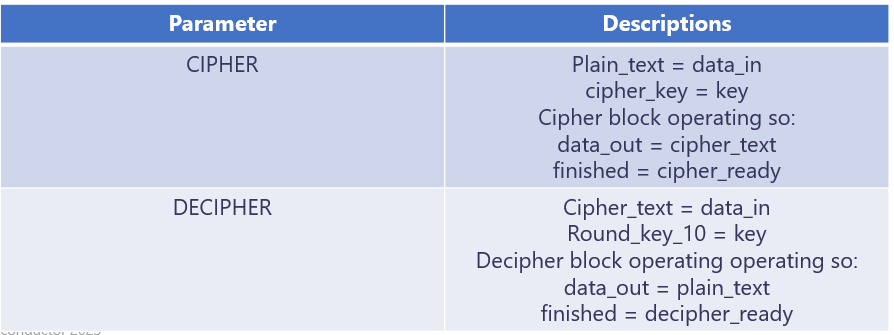 Parameter Descriptions
CIPHER
Plain_text = data_in
cipher_key = key
Cipher block operating so:
data_out = cipher_text
finished = cipher_ready
DECIPHER
Cipher_text = data_in
Round_key_10 = key
Decipher block operating operating so:
data_out = plain_text
finished = decipher_ready